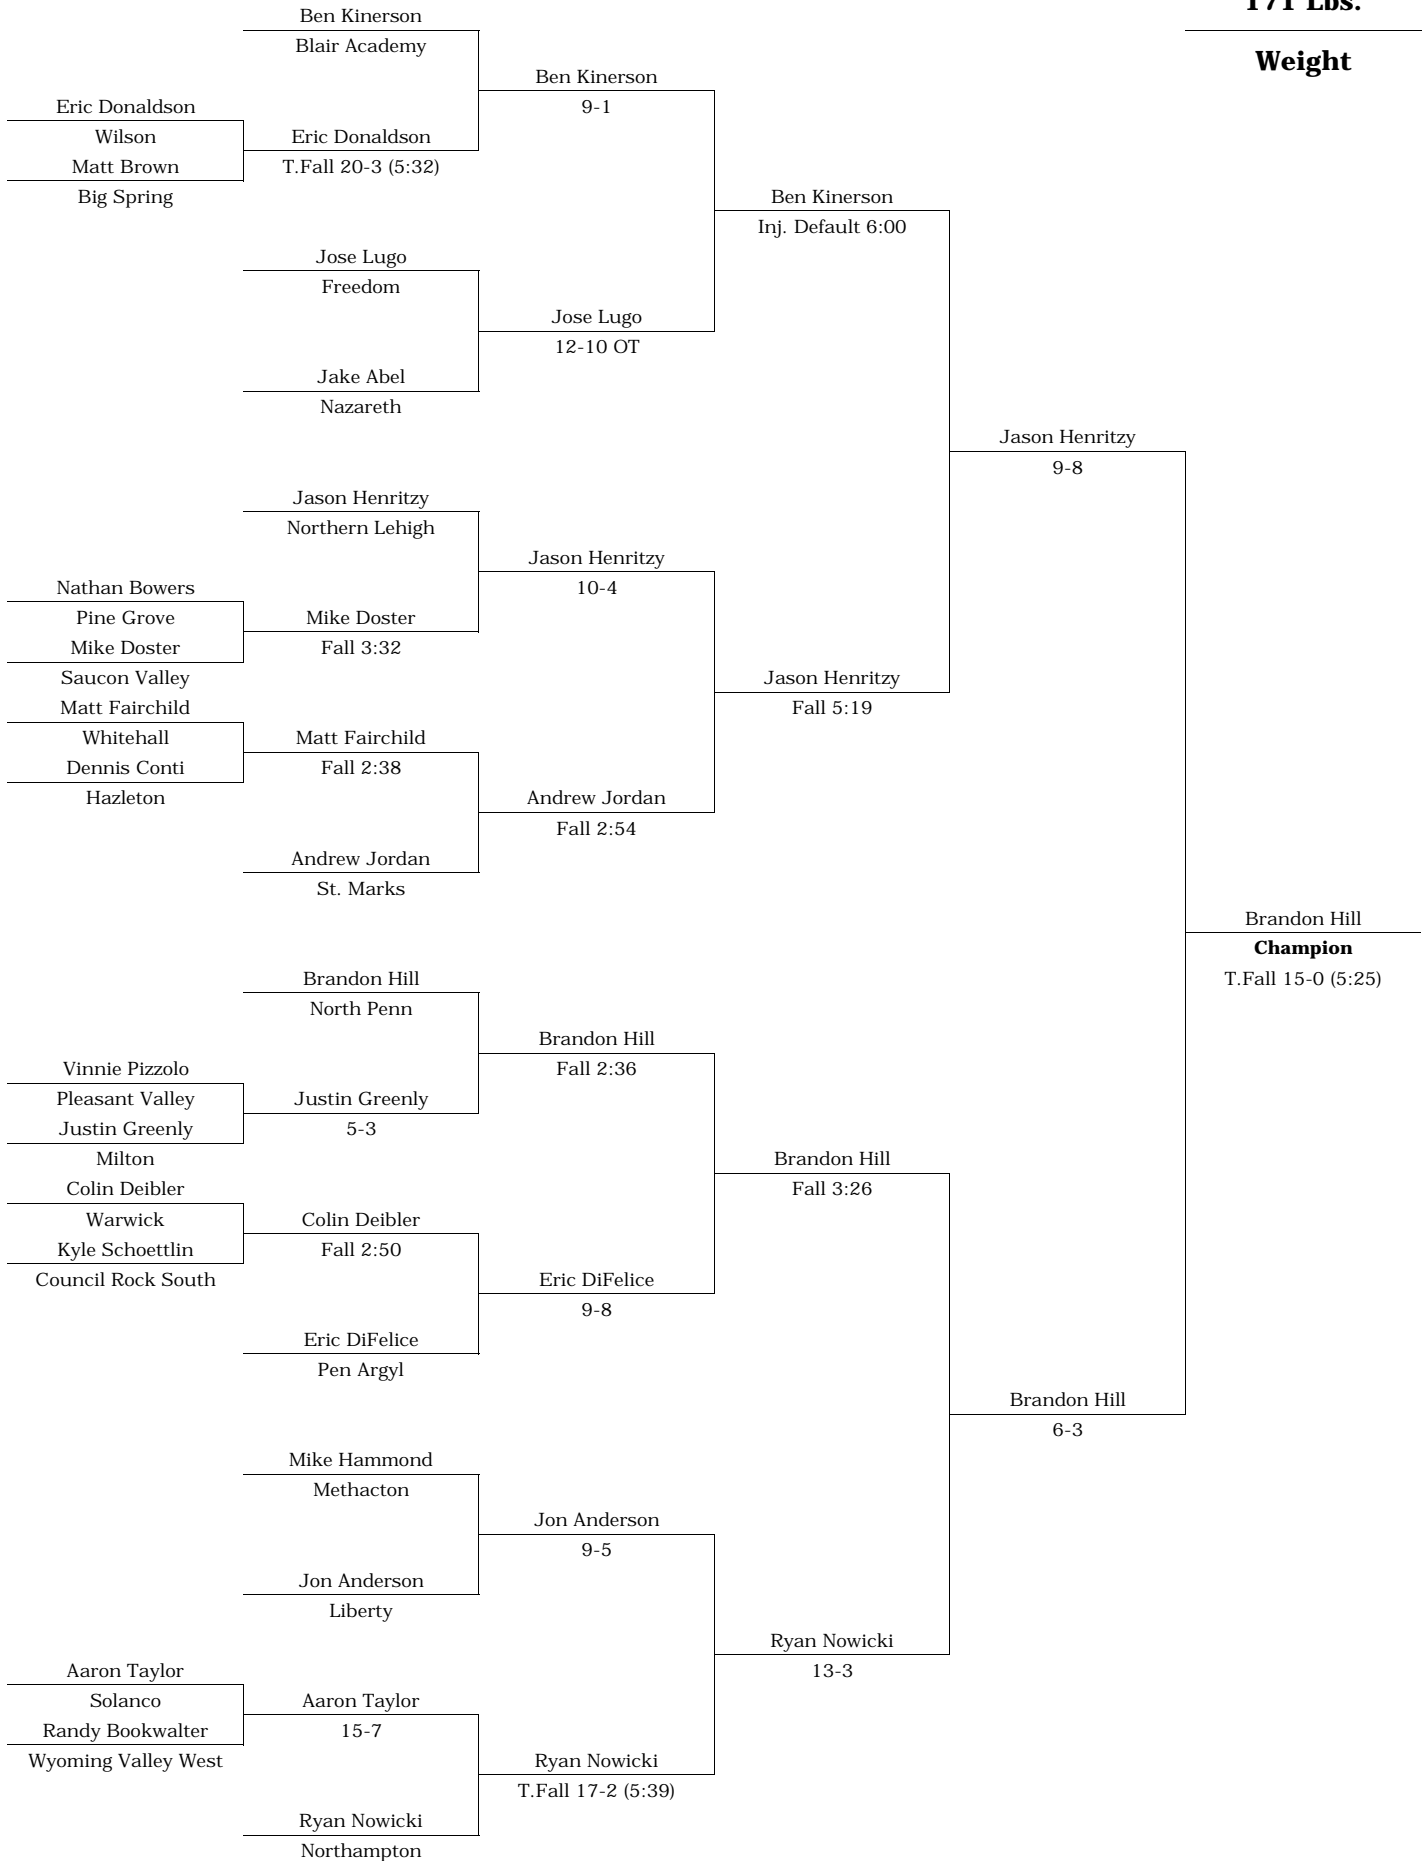 171 Lbs.
Weight
Ben Kinerson
Blair Academy
Ben Kinerson
9-1
Eric Donaldson
Wilson
Matt Brown
Big Spring
Eric Donaldson
T.Fall 20-3 (5:32)
Ben Kinerson
Inj. Default 6:00
Jose Lugo
Freedom
Jose Lugo
12-10 OT
Jake Abel
Nazareth
Jason Henritzy
9-8
Jason Henritzy
Northern Lehigh
Jason Henritzy
10-4
Nathan Bowers
Pine Grove
Mike Doster
Saucon Valley
Mike Doster
Fall 3:32
Jason Henritzy
Fall 5:19
Matt Fairchild
Whitehall
Dennis Conti
Hazleton
Matt Fairchild
Fall 2:38
Andrew Jordan
Fall 2:54
Andrew Jordan
St. Marks
Brandon Hill
Champion
T.Fall 15-0 (5:25)
Brandon Hill
North Penn
Brandon Hill
Fall 2:36
Vinnie Pizzolo
Pleasant Valley
Justin Greenly
Milton
Justin Greenly
5-3
Brandon Hill
Fall 3:26
Colin Deibler
Warwick
Kyle Schoettlin
Council Rock South
Colin Deibler
Fall 2:50
Eric DiFelice
9-8
Eric DiFelice
Pen Argyl
Brandon Hill
6-3
Mike Hammond
Methacton
Jon Anderson
9-5
Jon Anderson
Liberty
Ryan Nowicki
13-3
Aaron Taylor
Solanco
Randy Bookwalter
Wyoming Valley West
Aaron Taylor
15-7
Ryan Nowicki
T.Fall 17-2 (5:39)
Ryan Nowicki
Northampton